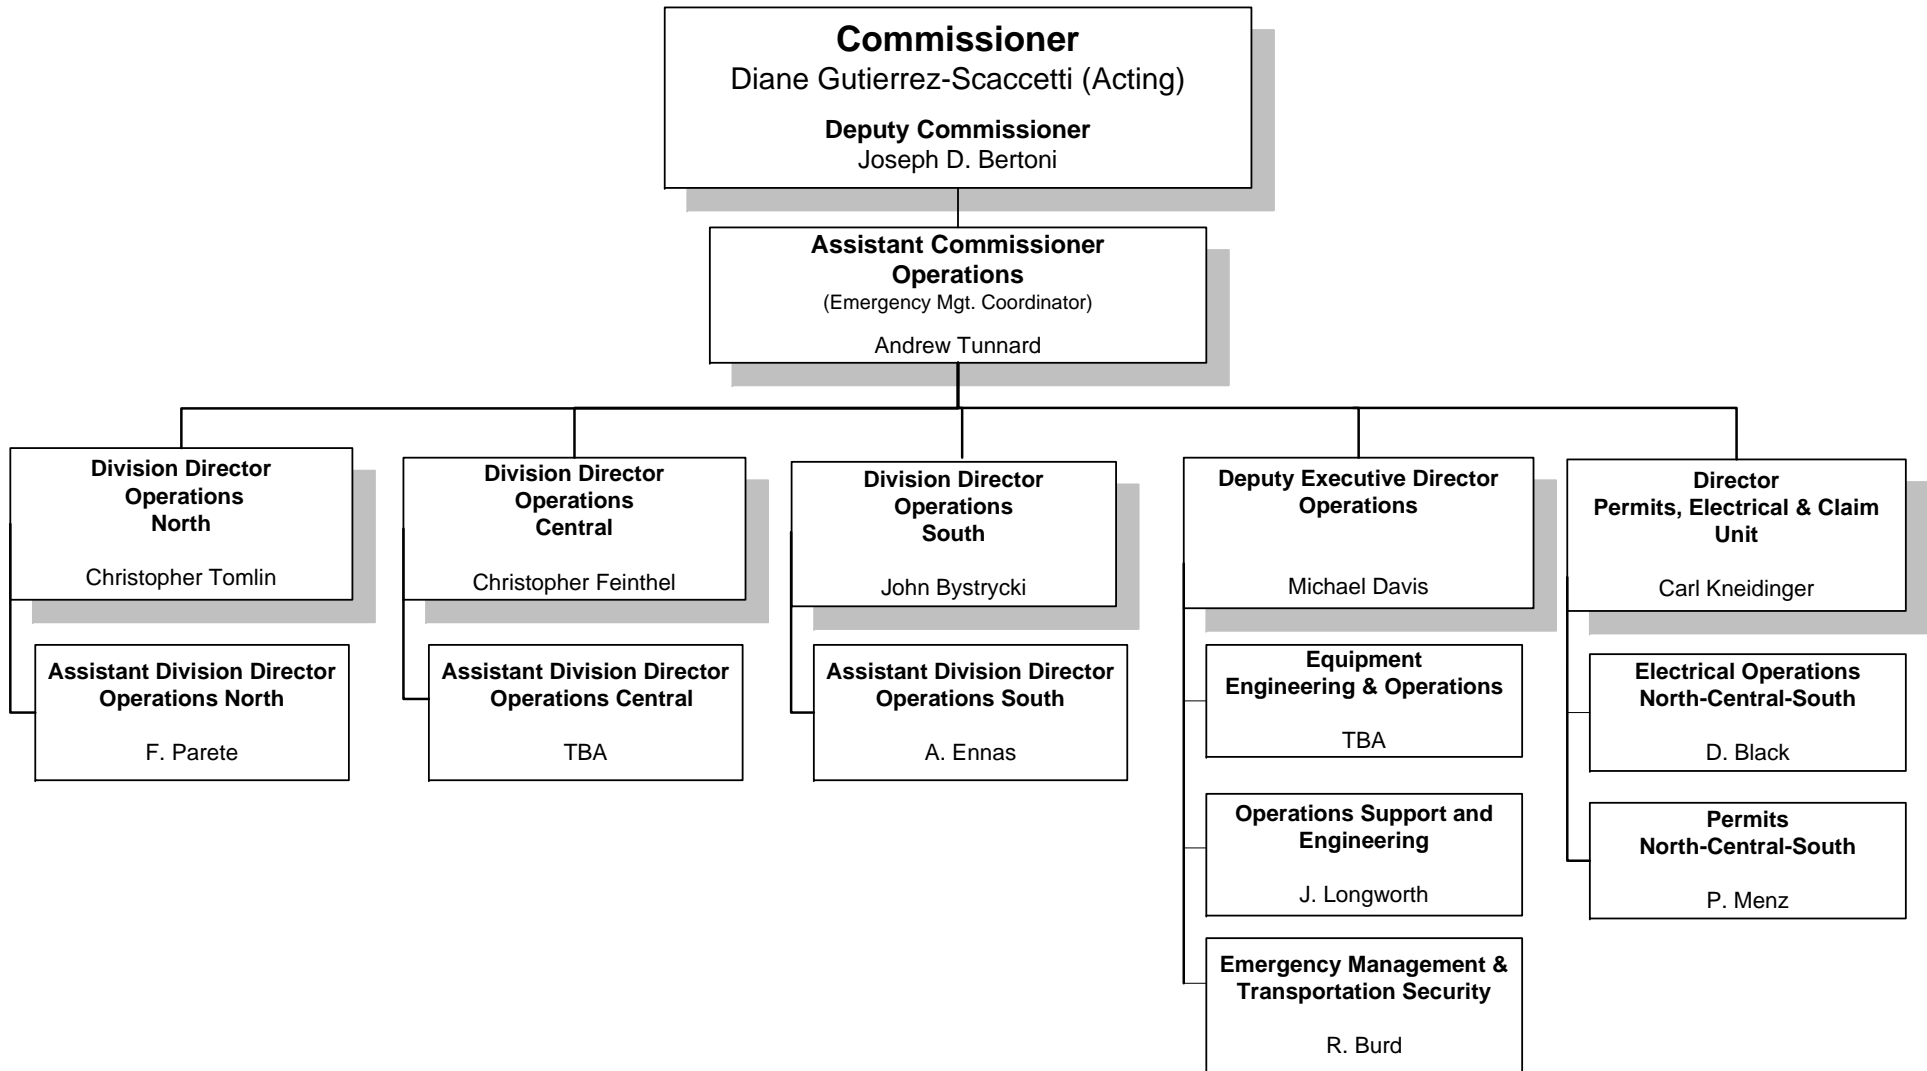 Commissioner
Diane Gutierrez-Scaccetti (Acting)
Deputy Commissioner
Joseph D. Bertoni
Assistant Commissioner
Operations
(Emergency Mgt. Coordinator)
Andrew Tunnard
Division Director
Operations
North
Christopher Tomlin
Division Director
Operations
Central
Christopher Feinthel
Division Director
Operations
South
John Bystrycki
Deputy Executive Director
Operations
Michael Davis
Director
Permits, Electrical & Claim
Unit
Carl Kneidinger
Assistant Division Director
Operations North
F. Parete
Assistant Division Director
Operations Central
TBA
Assistant Division Director
Operations South
A. Ennas
Equipment
Engineering & Operations
TBA
Operations Support and
Engineering
J. Longworth
Emergency Management &
Transportation Security
R. Burd
Electrical Operations
North-Central-South
D. Black
Permits
North-Central-South
P. Menz